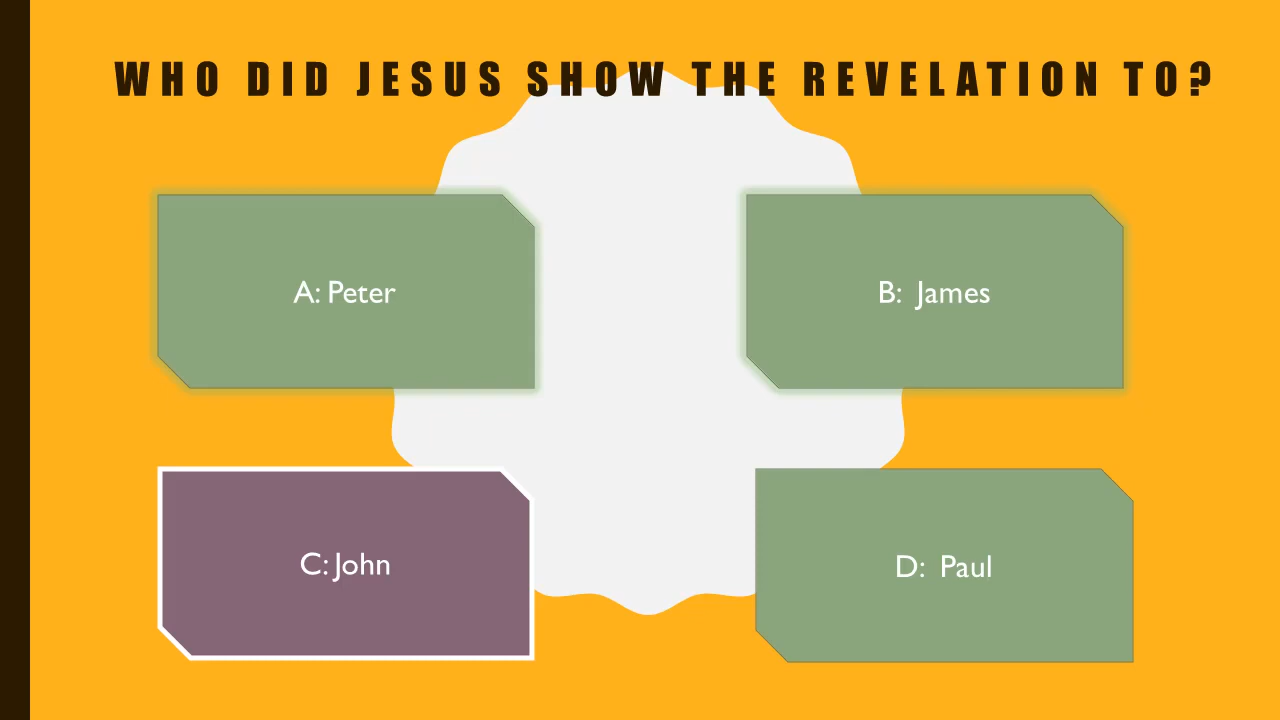 WHO DID JESUS SHOW THE REVELATION TO?
A: Peter
B: James
C: John
D: Paul